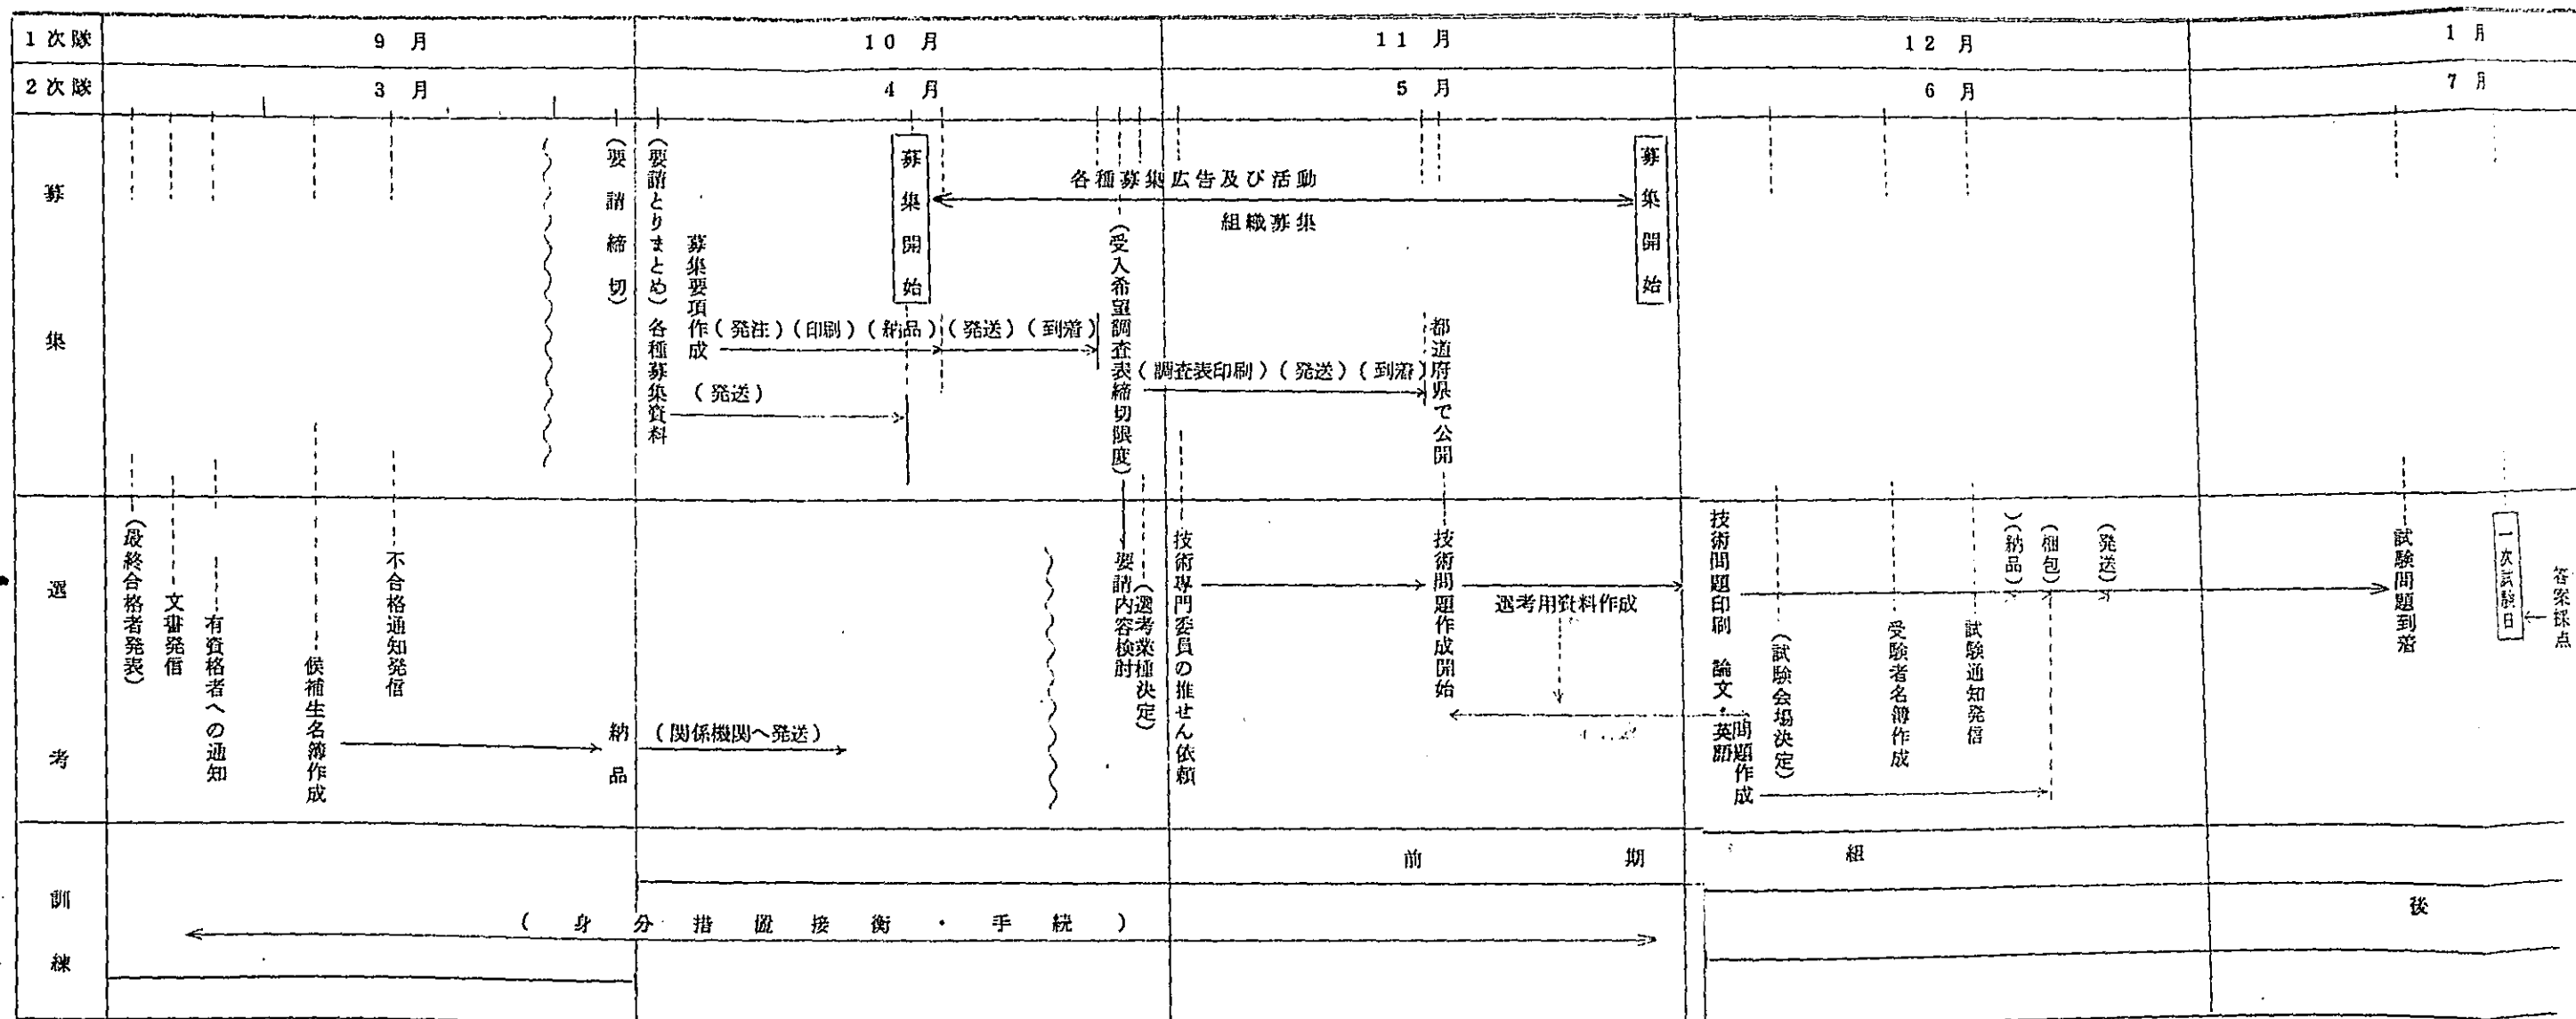 1次隊 9月 10月 11月 12月 1月
2次隊 3月 4月 5月 6月 7月
募集
(要請締切)
(要請とりまとめ)各種募集資料
募集要項作成
(発注)(印刷)(納品)(発送)(到着)
(発送)
募集開始
各種募集広告及び活動
組織募集
募集開始
(受入希望調査表締切限度)
(調査表印刷)(発送)(到着)
都道府県で公開
選考
(最終合格者発表)
文書発信
有資格者への通知
候補生名簿作成
不合格通知発信
納品
(関係機関へ発送)
要請内容検討
(選考業種決定)
技術専門委員の推せん依頼
技術問題作成開始
選考用資料作成
技術問題印刷
論文・英語問題作成
(試験会場決定)
受験者名簿作成
試験通知発信
)(納品)
(梱包)
(発送)
試験問題到着
一次試験日
答案採点
訓練
前期組
(身分措置接衡・手続)
後